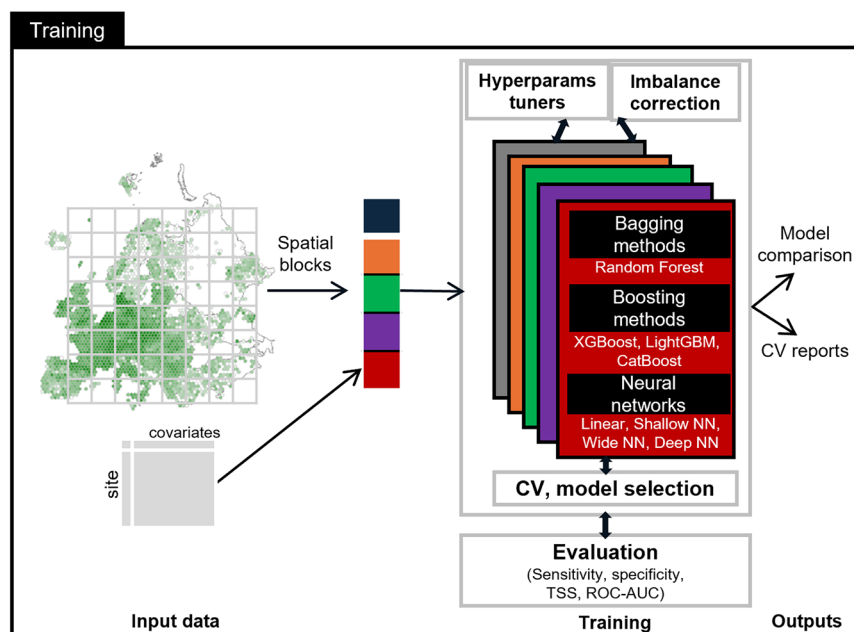 Training
Hyperparams
tuners
Imbalance
correction
Spatial
blocks
Bagging
methods
Random Forest
Boosting
methods
XGBoost, LightGBM,
CatBoost
Neural
networks
Linear, Shallow NN,
Wide NN, Deep NN
Model
comparison
CV reports
covariates
site
CV, model selection
Evaluation
(Sensitivity, specificity,
TSS, ROC-AUC)
Input data
Training
Outputs